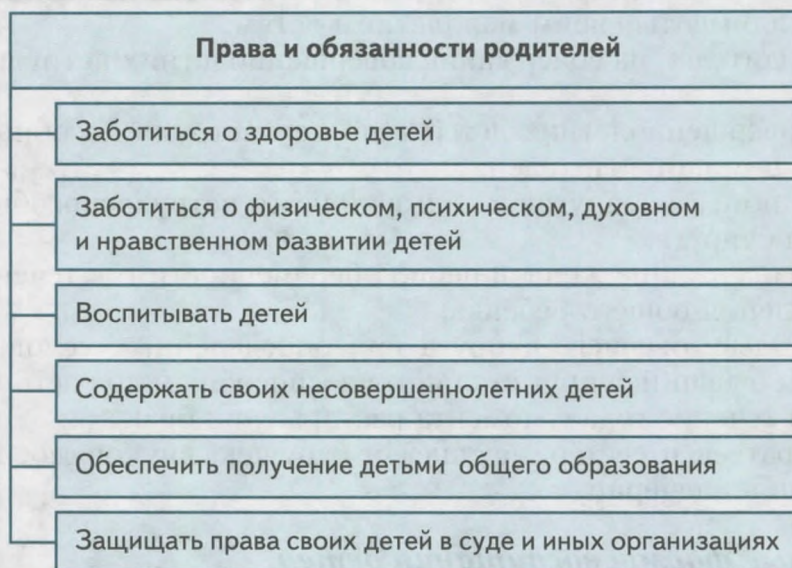 Права и обязанности родителей
Заботиться о здоровье детей
Заботиться о физическом, психическом, духовном
и нравственном развитии детей
Воспитывать детей
Содержать своих несовершеннолетних детей
Обеспечить получение детьми общего образования
Защищать права своих детей в суде и иных организациях